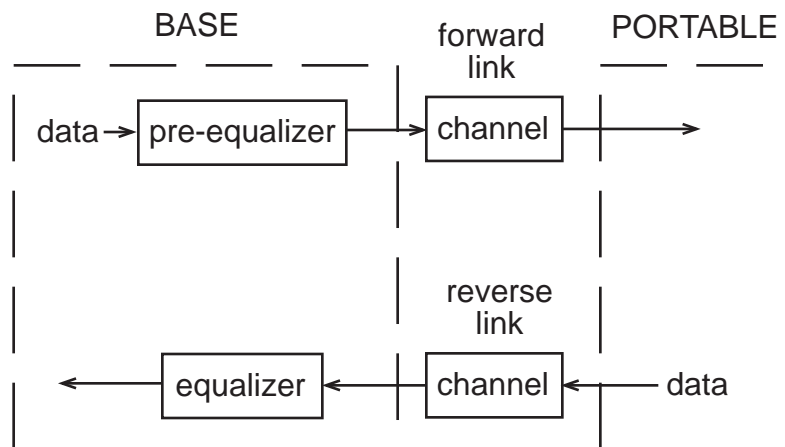 BASE
forward
link
PORTABLE
data
pre-equalizer
channel
reverse
link
equalizer
channel
data